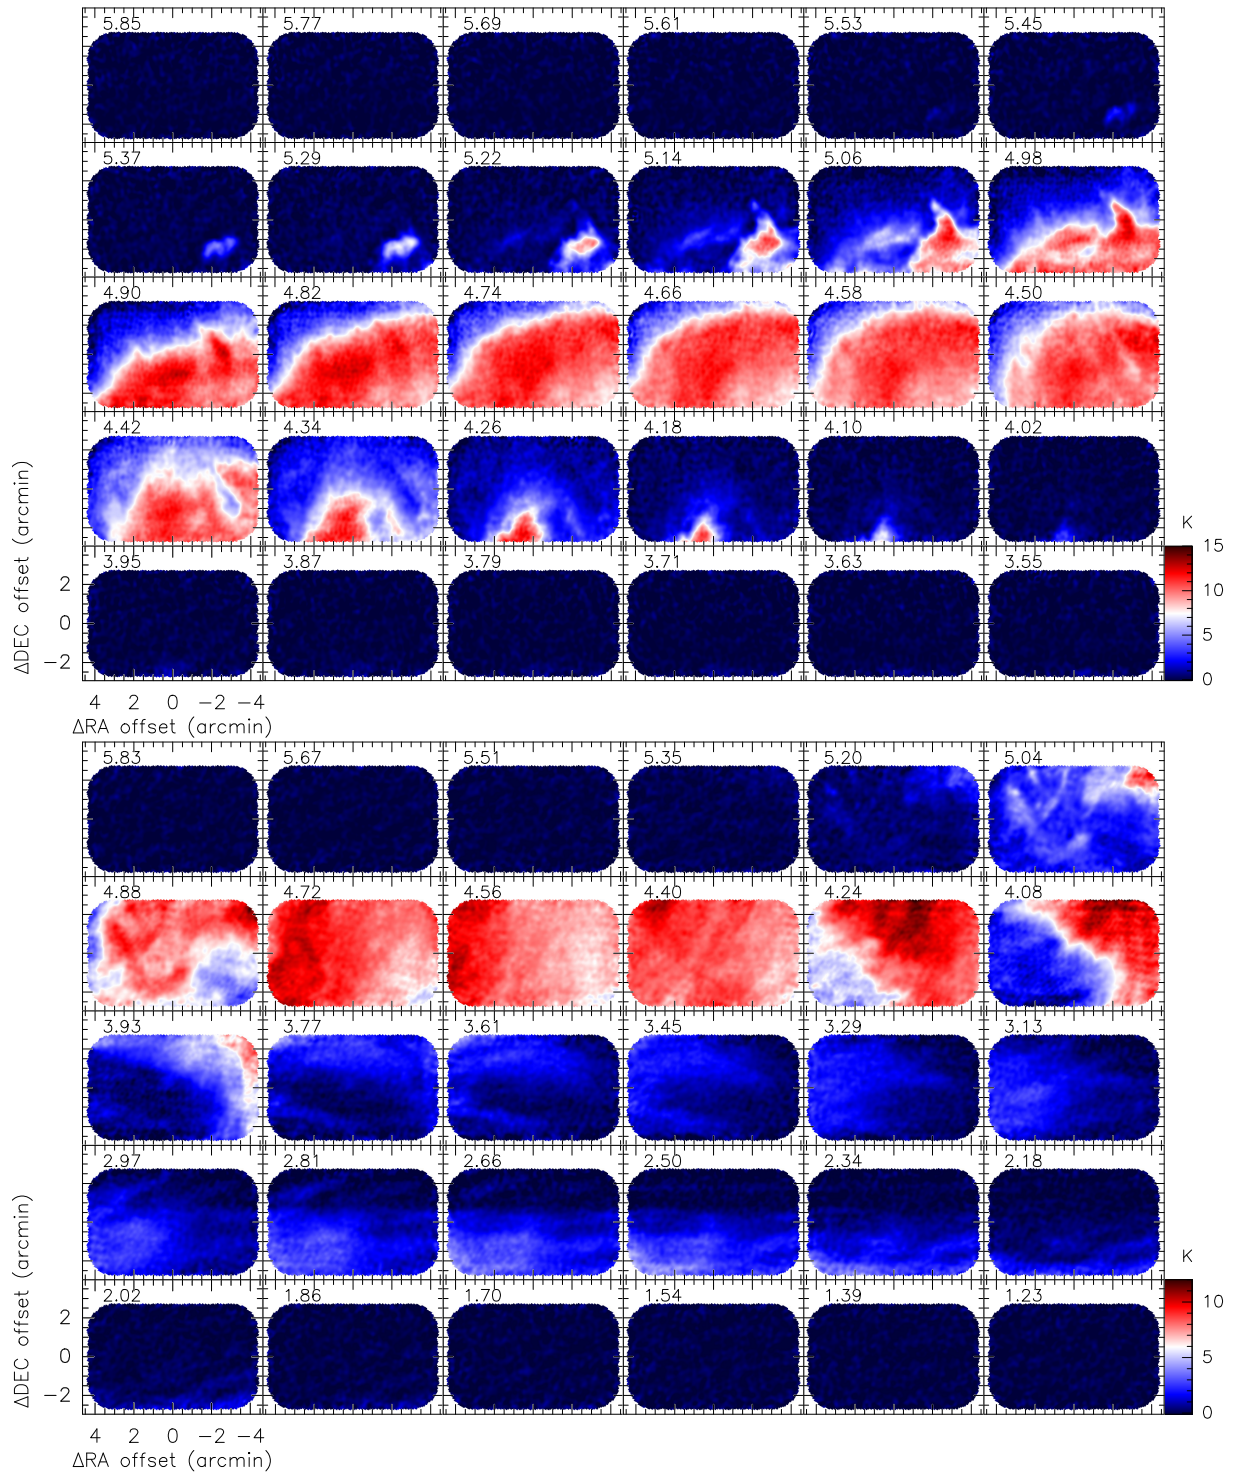 5.85 5.77 5.69 5.61 5.53 5.45
5.37 5.29 5.22 5.14 5.06 4.98
4.90 4.82 4.74 4.66 4.58 4.50
4.42 4.34 4.26 4.18 4.10 4.02
3.95 3.87 3.79 3.71 3.63 3.55
ΔDEC offset (arcmin)
2
0
−2
4 2 0 −2 −4
ΔRA offset (arcmin)
K
15
10
5
0
5.83 5.67 5.51 5.35 5.20 5.04
4.88 4.72 4.56 4.40 4.24 4.08
3.93 3.77 3.61 3.45 3.29 3.13
2.97 2.81 2.66 2.50 2.34 2.18
2.02 1.86 1.70 1.54 1.39 1.23
ΔDEC offset (arcmin)
2
0
−2
4 2 0 −2 −4
ΔRA offset (arcmin)
K
10
5
0